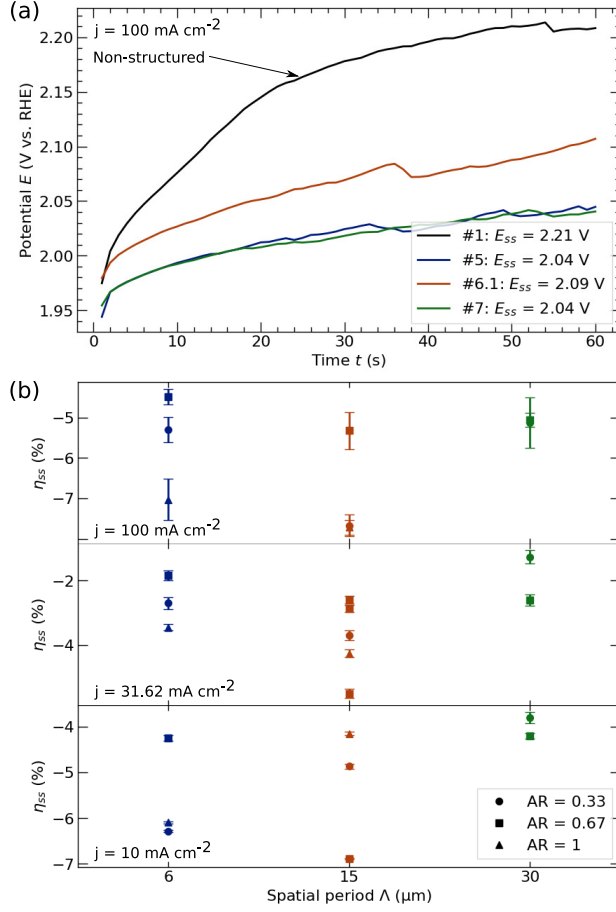 (a)
j = 100 mA cm⁻²
Non-structured
Potential E (V vs. RHE)
2.20
2.15
2.10
2.05
2.00
1.95
#1: Eₛₛ = 2.21 V
#5: Eₛₛ = 2.04 V
#6.1: Eₛₛ = 2.09 V
#7: Eₛₛ = 2.04 V
0 10 20 30 40 50 60
Time t (s)
(b)
ηₛₛ (%)
−5
−6
−7
j = 100 mA cm⁻²
ηₛₛ (%)
−2
−4
j = 31.62 mA cm⁻²
ηₛₛ (%)
−4
−5
−6
−7
j = 10 mA cm⁻²
AR = 0.33
AR = 0.67
AR = 1
6 15 30
Spatial period Λ (μm)